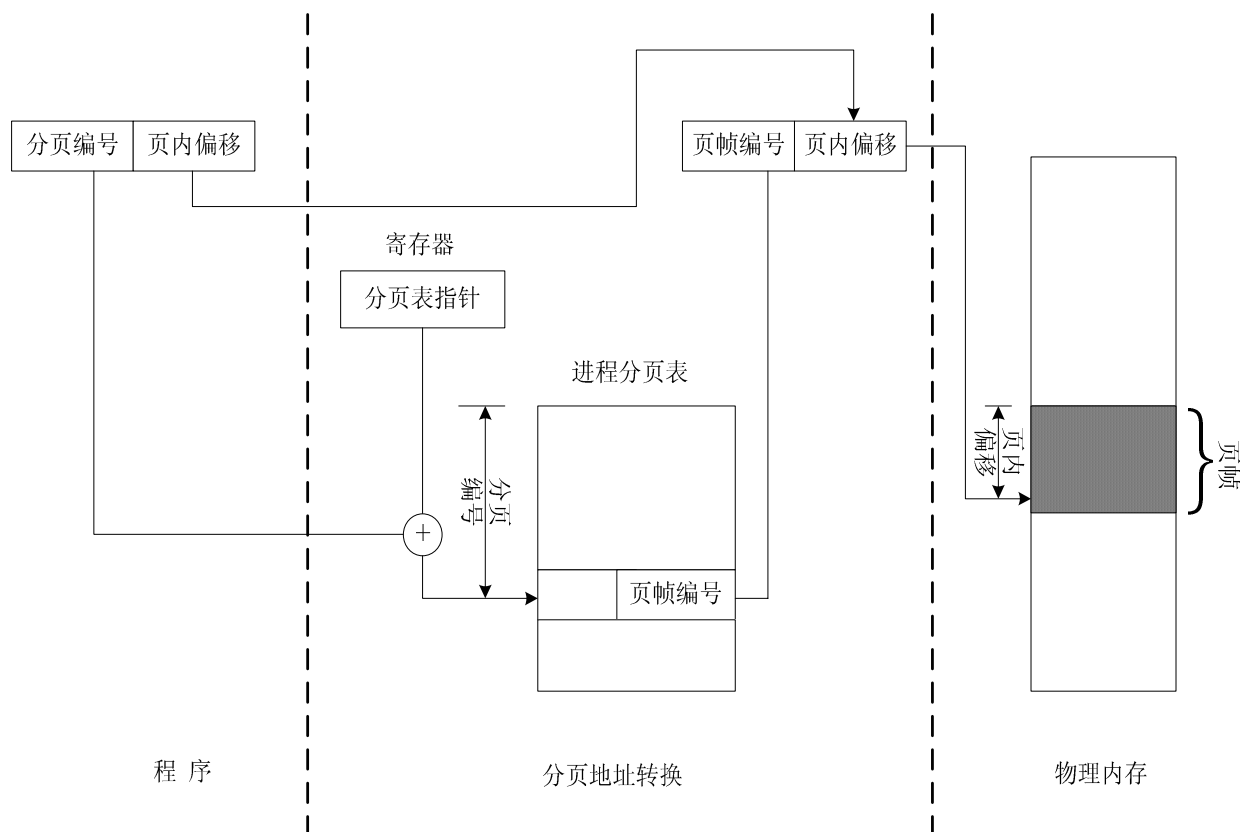 分页编号 页内偏移
页帧编号 页内偏移
寄存器
分页表指针
进程分页表
分页
编号
+
页帧编号
页内
偏移
页帧
程 序
分页地址转换
物理内存